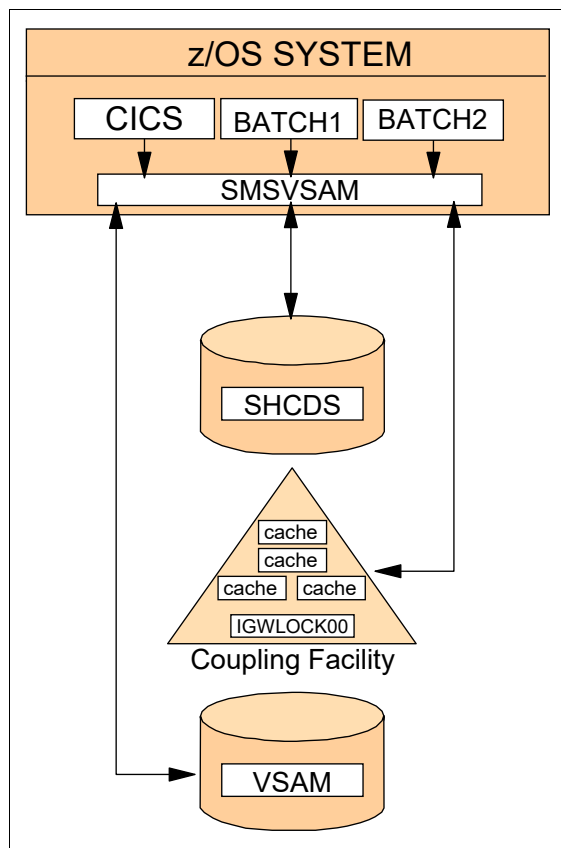 z/OS SYSTEM
CICS
BATCH1
BATCH2
SMSVSAM
SHCDS
cache
cache
cache
cache
IGWLOCK00
Coupling Facility
VSAM